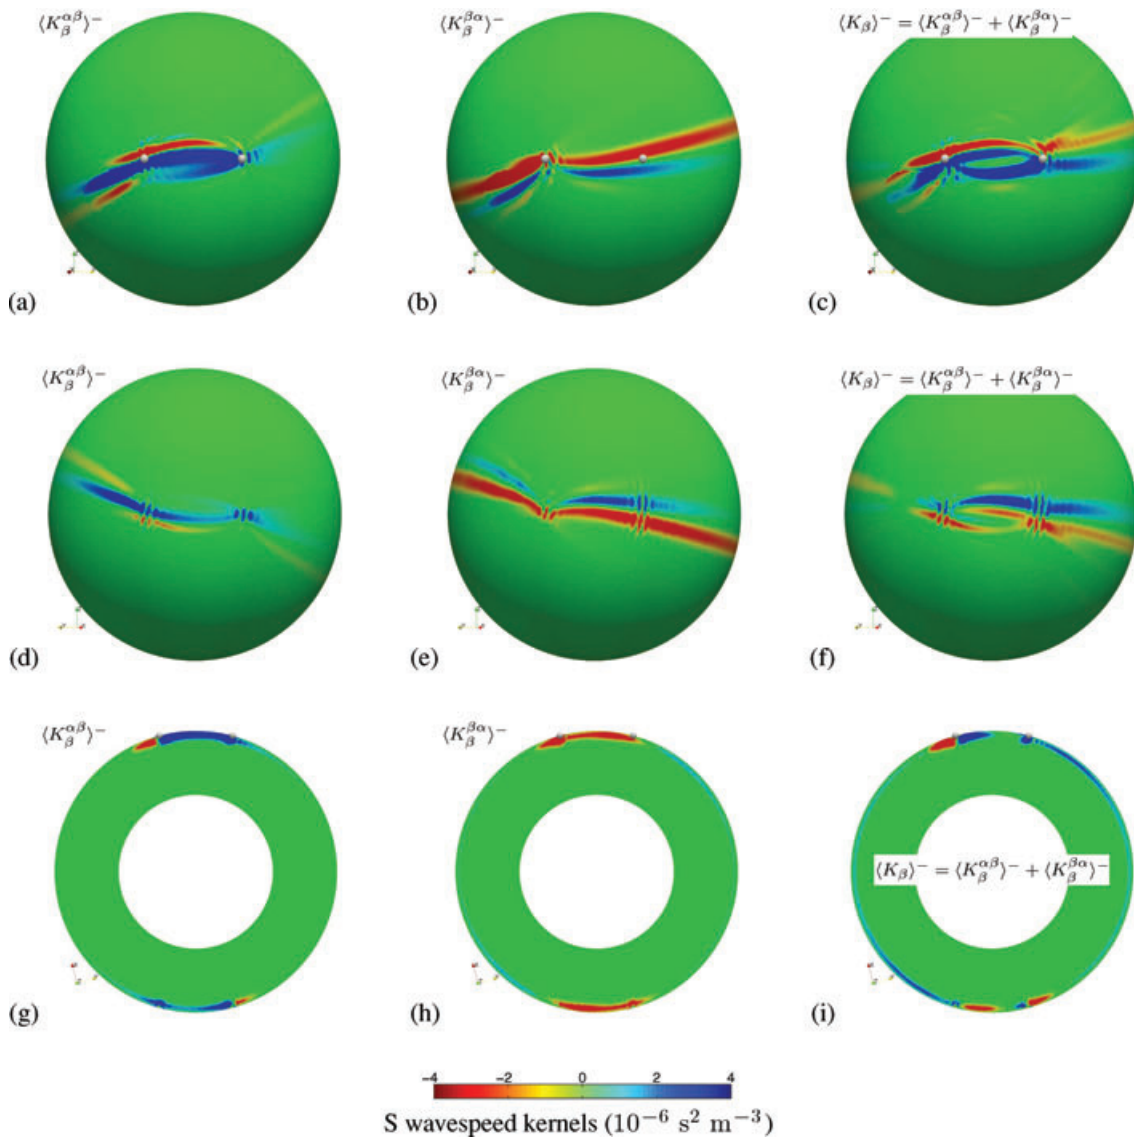 ⟨K_β^{αβ}⟩^− ⟨K_β^{βα}⟩^− ⟨K_β⟩^− = ⟨K_β^{αβ}⟩^− + ⟨K_β^{βα}⟩^−
(a) (b) (c)
⟨K_β^{αβ}⟩^− ⟨K_β^{βα}⟩^− ⟨K_β⟩^− = ⟨K_β^{αβ}⟩^− + ⟨K_β^{βα}⟩^−
(d) (e) (f)
⟨K_β^{αβ}⟩^− ⟨K_β^{βα}⟩^−
⟨K_β⟩^− = ⟨K_β^{αβ}⟩^− + ⟨K_β^{βα}⟩^−
(g) (h) (i)
−4 −2 0 2 4
S wavespeed kernels (10^{−6} s^2 m^{−3})